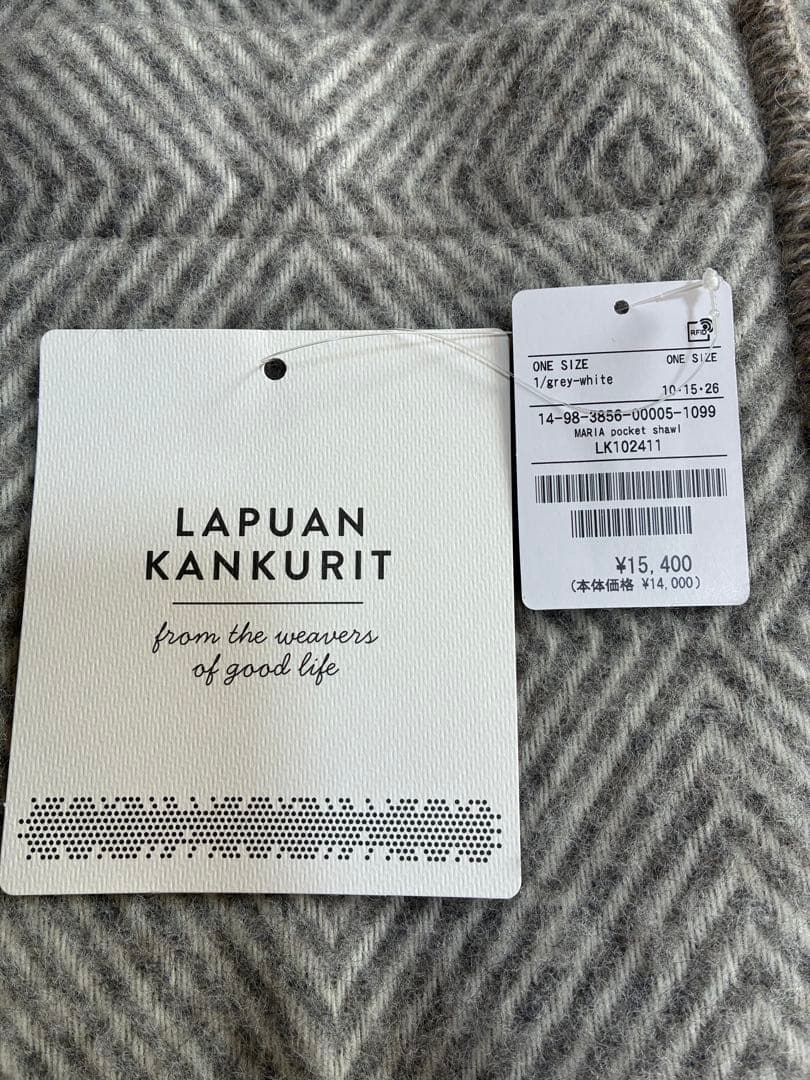 LAPUAN
KANKURIT
from the weavers
of good life
RFID
ONE SIZE ONE SIZE
1/grey-white
10・15・26
14-98-3856-00005-1099
MARIA pocket shawl
LK102411
¥15,400
(本体価格 ¥14,000)